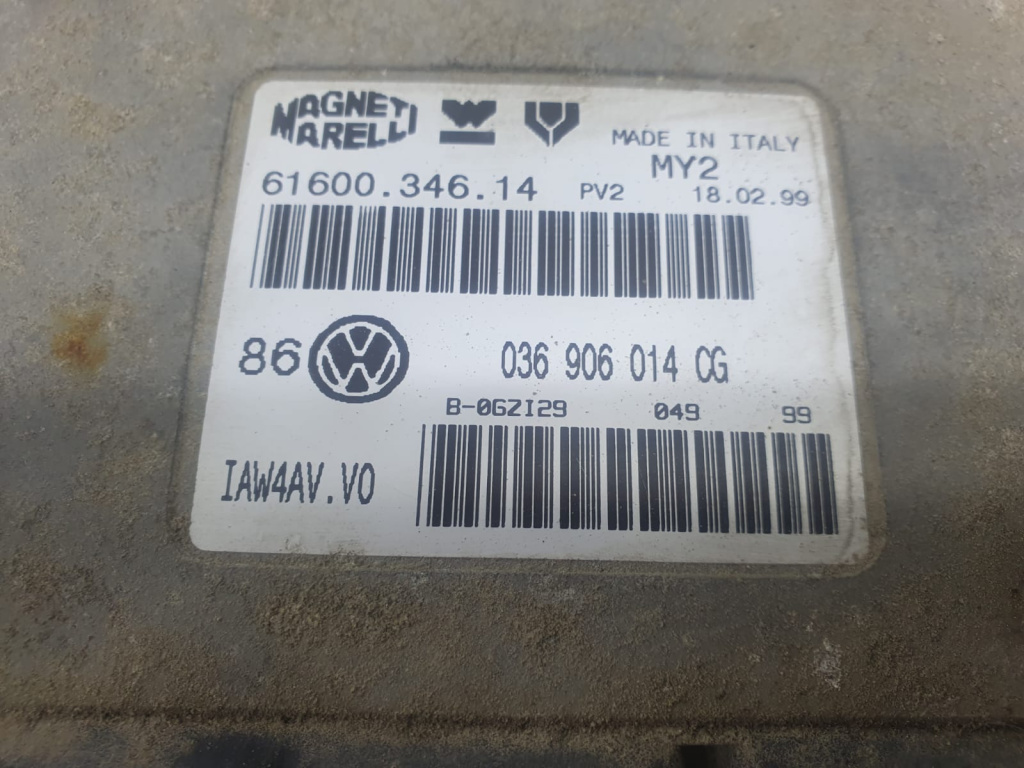 MAGNETI
MARELLI
MADE IN ITALY
MY2
61600.346.14 PV2 18.02.99
86 036 906 014 CG
B-06ZI29 049 99
IAW4AV.V0